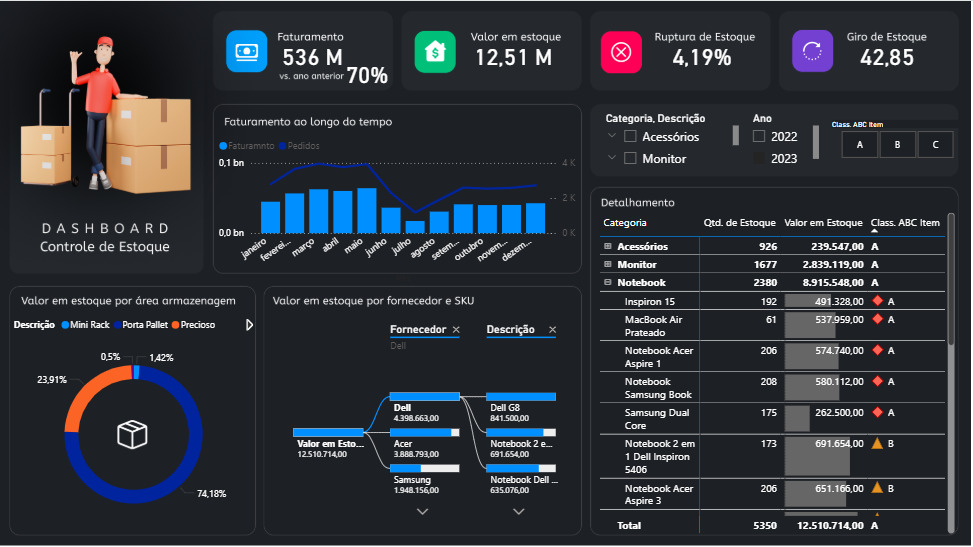 DASHBOARD
Controle de Estoque
Faturamento
536 M
vs. ano anterior 70%
Valor em estoque
12,51 M
Ruptura de Estoque
4,19%
Giro de Estoque
42,85
Faturamento ao longo do tempo
Faturamnto Pedidos
0,1 bn
0,0 bn
4 K
2 K
0 K
janeiro
feverei...
março
abril
maio
junho
julho
agosto
setem...
outubro
novem...
dezem...
Categoria, Descrição
Acessórios
Monitor
Ano
2022
2023
Class. ABC Item
A B C
Valor em estoque por área armazenagem
Descrição Mini Rack Porta Pallet Precioso
0,5% 1,42%
23,91%
74,18%
Valor em estoque por fornecedor e SKU
Fornecedor × Descrição ×
Dell
Valor em Esto...
12.510.714,00
Dell
4.398.663,00
Acer
3.888.793,00
Samsung
1.948.156,00
Dell G8
841.500,00
Notebook 2 e...
691.654,00
Notebook Dell ...
635.076,00
Detalhamento
Categoria Qtd. de Estoque Valor em Estoque Class. ABC Item
Acessórios 926 239.547,00 A
Monitor 1677 2.839.119,00 A
Notebook 2380 8.915.548,00 A
Inspiron 15 192 491.328,00 A
MacBook Air 61 537.959,00 A
Prateado
Notebook Acer 206 574.740,00 A
Aspire 1
Notebook 208 580.112,00 A
Samsung Book
Samsung Dual 175 262.500,00 A
Core
Notebook 2 em 173 691.654,00 B
1 Dell Inspiron
5406
Notebook Acer 206 651.166,00 B
Aspire 3
Total 5350 12.510.714,00 A